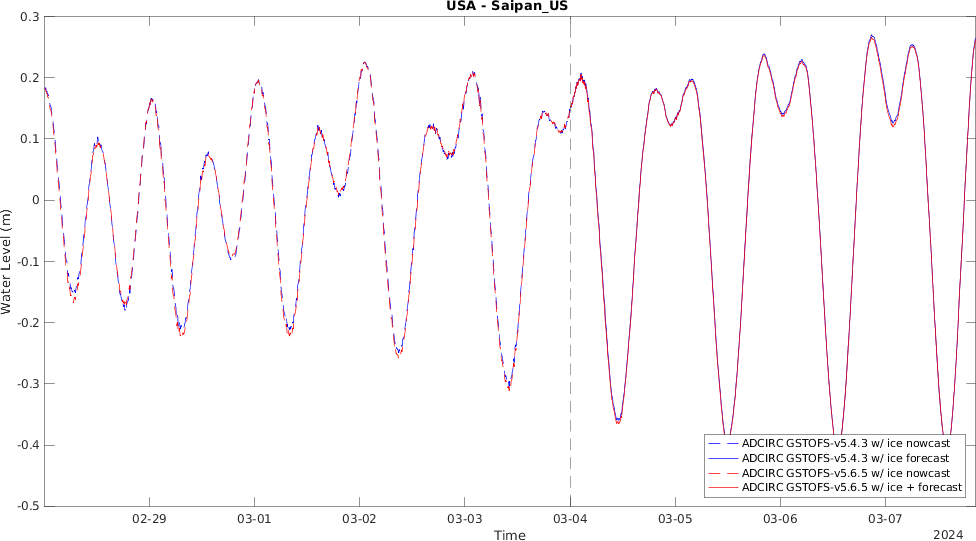 USA - Saipan_US
0.3
0.2
0.1
0
-0.1
-0.2
-0.3
-0.4
-0.5
Water Level (m)
ADCIRC GSTOFS-v5.4.3 w/ ice nowcast
ADCIRC GSTOFS-v5.4.3 w/ ice forecast
ADCIRC GSTOFS-v5.6.5 w/ ice nowcast
ADCIRC GSTOFS-v5.6.5 w/ ice + forecast
02-29 03-01 03-02 03-03 03-04 03-05 03-06 03-07
Time
2024